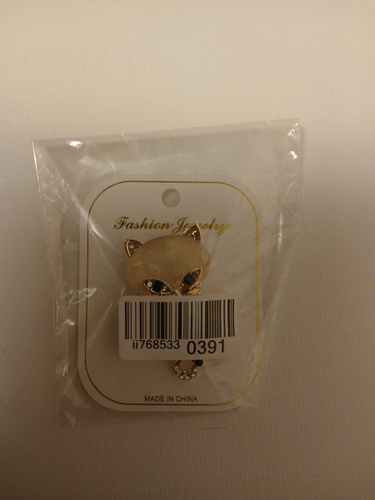 Fashion Jewelry
ii768533 0391
MADE IN CHINA